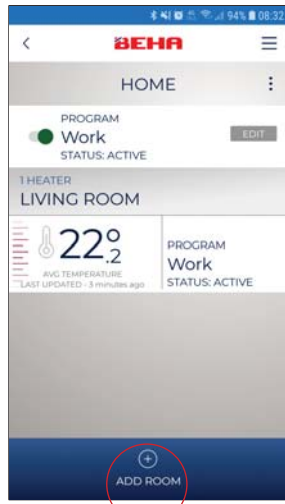 94% 08:32
BEHA
HOME
PROGRAM
Work
STATUS: ACTIVE
EDIT
1 HEATER
LIVING ROOM
22.2°
AVG TEMPERATURE
LAST UPDATED - 3 minutes ago
PROGRAM
Work
STATUS: ACTIVE
ADD ROOM